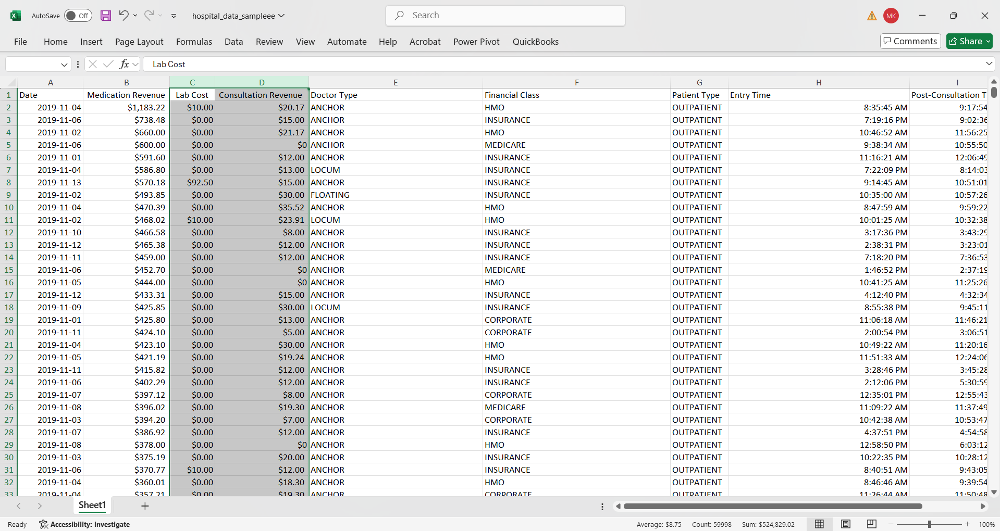 AutoSave Off hospital_data_sampleee Search MK
File Home Insert Page Layout Formulas Data Review View Automate Help Acrobat Power Pivot QuickBooks Comments Share
fx Lab Cost
A B C D E F G H I
1 Date Medication Revenue Lab Cost Consultation Revenue Doctor Type Financial Class Patient Type Entry Time Post-Consultation T
2 2019-11-04 $1,183.22 $10.00 $20.17 ANCHOR HMO OUTPATIENT 8:35:45 AM 9:17:54
3 2019-11-06 $738.48 $0.00 $15.00 ANCHOR INSURANCE OUTPATIENT 7:19:16 PM 9:02:36
4 2019-11-02 $660.00 $0.00 $21.17 ANCHOR HMO OUTPATIENT 10:46:52 AM 11:56:25
5 2019-11-06 $600.00 $0.00 $0 ANCHOR MEDICARE OUTPATIENT 9:38:34 AM 10:55:50
6 2019-11-01 $591.60 $0.00 $12.00 ANCHOR INSURANCE OUTPATIENT 11:16:21 AM 12:06:49
7 2019-11-04 $586.80 $0.00 $13.00 LOCUM INSURANCE OUTPATIENT 7:22:09 PM 8:14:03
8 2019-11-13 $570.18 $92.50 $15.00 ANCHOR INSURANCE OUTPATIENT 9:14:45 AM 10:51:01
9 2019-11-02 $493.85 $0.00 $30.00 FLOATING INSURANCE OUTPATIENT 10:35:00 AM 10:57:26
10 2019-11-04 $470.39 $0.00 $35.52 ANCHOR HMO OUTPATIENT 8:47:59 AM 9:59:22
11 2019-11-02 $468.02 $10.00 $23.91 LOCUM HMO OUTPATIENT 10:01:25 AM 10:32:38
12 2019-11-10 $466.58 $0.00 $8.00 ANCHOR INSURANCE OUTPATIENT 3:17:36 PM 3:43:29
13 2019-11-12 $465.38 $0.00 $12.00 ANCHOR INSURANCE OUTPATIENT 2:38:31 PM 3:23:01
14 2019-11-11 $459.00 $0.00 $12.00 ANCHOR INSURANCE OUTPATIENT 7:18:20 PM 7:36:53
15 2019-11-06 $452.70 $0.00 $0 ANCHOR MEDICARE OUTPATIENT 1:46:52 PM 2:37:19
16 2019-11-05 $444.00 $0.00 $0 ANCHOR HMO OUTPATIENT 10:41:25 AM 11:25:26
17 2019-11-12 $433.31 $0.00 $15.00 ANCHOR INSURANCE OUTPATIENT 4:12:40 PM 4:32:34
18 2019-11-09 $425.85 $0.00 $30.00 LOCUM INSURANCE OUTPATIENT 8:55:38 PM 9:45:11
19 2019-11-01 $425.80 $0.00 $13.00 ANCHOR CORPORATE OUTPATIENT 11:06:18 AM 11:46:21
20 2019-11-11 $424.10 $0.00 $5.00 ANCHOR CORPORATE OUTPATIENT 2:00:54 PM 3:06:51
21 2019-11-04 $423.10 $0.00 $30.00 ANCHOR HMO OUTPATIENT 10:49:22 AM 11:20:16
22 2019-11-05 $421.19 $0.00 $19.24 ANCHOR HMO OUTPATIENT 11:51:33 AM 12:24:06
23 2019-11-11 $415.82 $0.00 $12.00 ANCHOR INSURANCE OUTPATIENT 3:28:46 PM 3:45:28
24 2019-11-06 $402.29 $0.00 $12.00 ANCHOR INSURANCE OUTPATIENT 2:12:06 PM 5:30:59
25 2019-11-07 $397.12 $0.00 $8.00 ANCHOR CORPORATE OUTPATIENT 12:35:01 PM 12:55:43
26 2019-11-08 $396.02 $0.00 $19.30 ANCHOR MEDICARE OUTPATIENT 11:09:22 AM 11:37:49
27 2019-11-03 $394.20 $0.00 $7.00 ANCHOR CORPORATE OUTPATIENT 10:42:38 AM 10:53:47
28 2019-11-07 $386.92 $0.00 $12.00 ANCHOR INSURANCE OUTPATIENT 4:37:51 PM 4:54:58
29 2019-11-08 $378.00 $0.00 $0 ANCHOR HMO OUTPATIENT 12:58:50 PM 6:03:12
30 2019-11-03 $375.19 $0.00 $20.00 ANCHOR INSURANCE OUTPATIENT 10:22:35 PM 10:28:12
31 2019-11-06 $370.77 $10.00 $12.00 ANCHOR INSURANCE OUTPATIENT 8:40:51 AM 9:43:05
32 2019-11-04 $360.01 $0.00 $18.30 ANCHOR HMO OUTPATIENT 8:46:46 AM 9:39:54
33 2019-11-04 $357.21 $0.00 $19.30 ANCHOR CORPORATE OUTPATIENT 11:26:44 AM 11:50:48
Sheet1
Ready Accessibility: Investigate Average: $8.75 Count: 59998 Sum: $524,829.02 100%